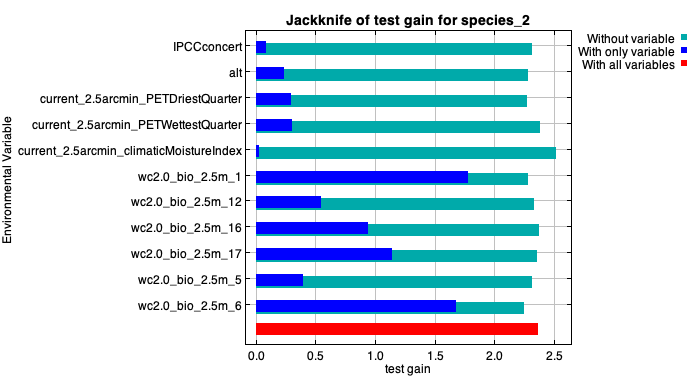 Jackknife of test gain for species_2
Without variable
With only variable
With all variables
Environmental Variable
IPCCconcert
alt
current_2.5arcmin_PETDriestQuarter
current_2.5arcmin_PETWettestQuarter
current_2.5arcmin_climaticMoistureIndex
wc2.0_bio_2.5m_1
wc2.0_bio_2.5m_12
wc2.0_bio_2.5m_16
wc2.0_bio_2.5m_17
wc2.0_bio_2.5m_5
wc2.0_bio_2.5m_6
0.0 0.5 1.0 1.5 2.0 2.5
test gain